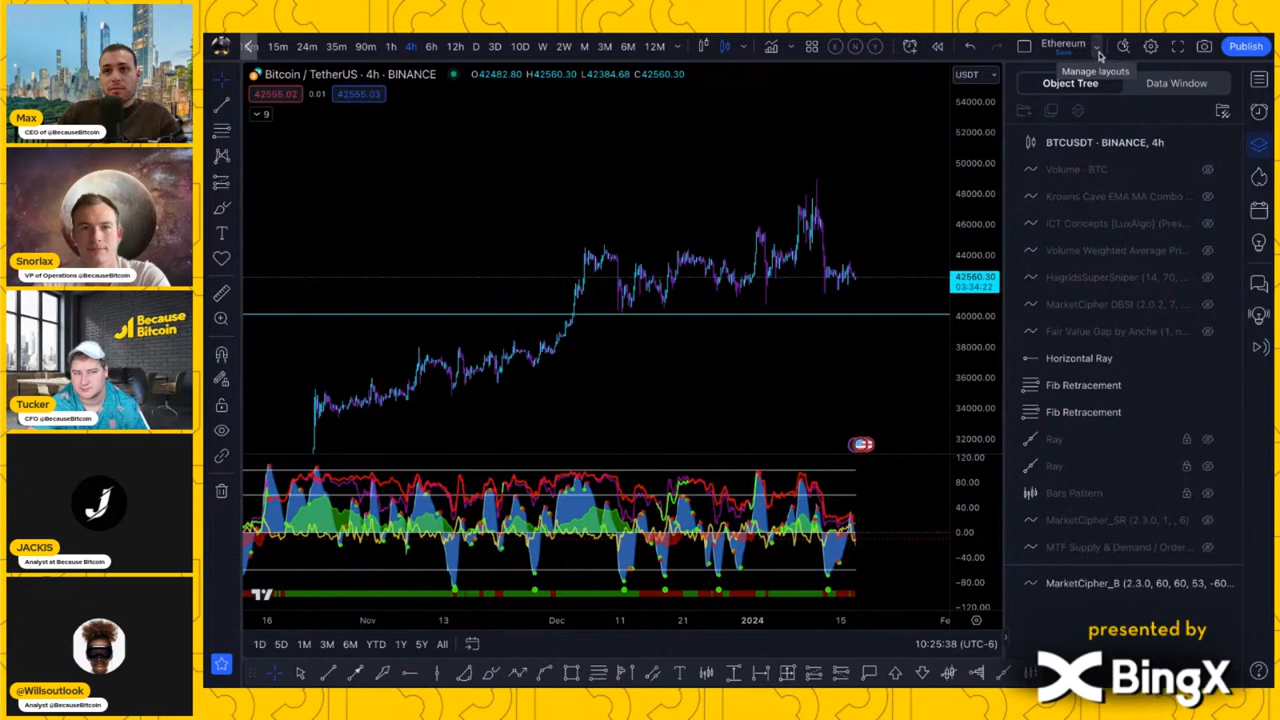 Max
CEO of @BecauseBitcoin
Snorlax
VP of Operations @BecauseBitcoin
Because
Bitcoin
Tucker
CFO @BecauseBitcoin
JACKIS
Analyst at Because Bitcoin
@Willsoutlook
Analyst @BecauseBitcoin
15m 24m 35m 90m 1h 4h 6h 12h D 3D 10D W 2W M 3M 6M 12M
E N Y
Ethereum
Save
Publish
Manage layouts
Bitcoin / TetherUS · 4h · BINANCE O42482.80 H42560.30 L42384.68 C42560.30
42555.02 0.01 42555.03
9
USDT
54000.00
52000.00
50000.00
48000.00
46000.00
44000.00
42560.30
03:34:22
40000.00
38000.00
36000.00
34000.00
32000.00
120.00
80.00
40.00
0.00
-40.00
-80.00
-120.00
16 Nov 13 Dec 11 21 2024 15 Fe
1D 5D 1M 3M 6M YTD 1Y 5Y All
10:25:38 (UTC-6)
Object Tree Data Window
BTCUSDT · BINANCE, 4h
Volume · BTC
Krowns Cave EMA MA Combo ...
ICT Concepts [LuxAlgo] (Pres...
Volume Weighted Average Pri...
HagridsSuperSniper (14, 70, ...
MarketCipher DBSI (2.0.2, 7, ...
Fair Value Gap by Anche (1, n...
Horizontal Ray
Fib Retracement
Fib Retracement
Ray
Ray
Bars Pattern
MarketCipher_SR (2.3.0, 1, , 6)
MTF Supply & Demand / Order...
MarketCipher_B (2.3.0, 60, 60, 53, -60...
presented by
BingX